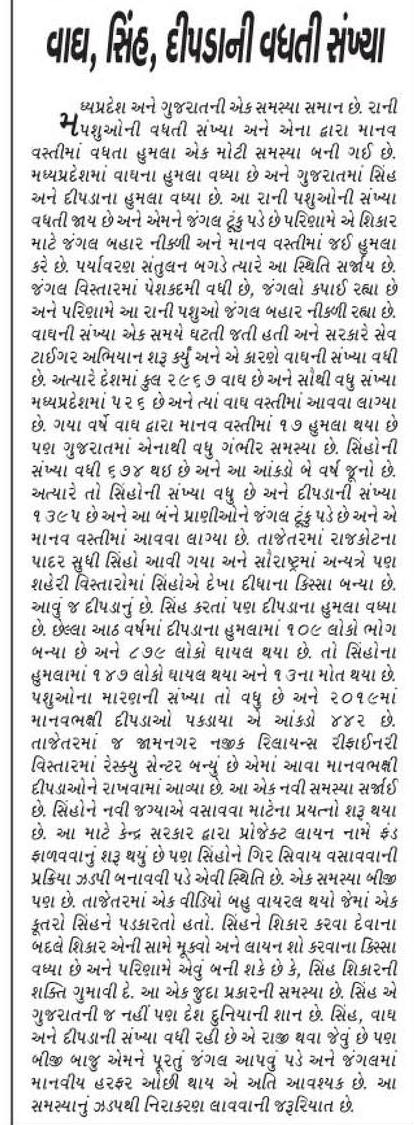 વાઘ, સિંહ, દીપડાની વધતી સંખ્યા
મધ્યપ્રદેશ અને ગુજરાતની એક સમસ્યા સમાન છે. રાની
પશુઓની વધતી સંખ્યા અને એના દ્વારા માનવ
વસ્તીમાં વધતા હુમલા એક મોટી સમસ્યા બની ગઈ છે.
મધ્યપ્રદેશમાં વાઘના હુમલા વધ્યા છે અને ગુજરાતમાં સિંહ
અને દીપડાના હુમલા વધ્યા છે. આ રાની પશુઓની સંખ્યા
વધતી જાય છે અને એમને જંગલ ટૂંકુ પડે છે પરિણામે એ શિકાર
માટે જંગલ બહાર નીકળી અને માનવ વસ્તીમાં જઈ હુમલા
કરે છે. પર્યાવરણ સંતુલન બગડે ત્યારે આ સ્થિતિ સર્જાય છે.
જંગલ વિસ્તારમાં પેશકદમી વધી છે, જંગલો કપાઈ રહ્યા છે
અને પરિણામે આ રાની પશુઓ જંગલ બહાર નીકળી રહ્યા છે.
વાઘની સંખ્યા એક સમયે ઘટતી જતી હતી અને સરકારે સેવ
ટાઈગર અભિયાન શરૂ કર્યું અને એ કારણે વાઘની સંખ્યા વધી
છે. અત્યારે દેશમાં કુલ ૨૯૬૭ વાઘ છે અને સૌથી વધુ સંખ્યા
મધ્યપ્રદેશમાં ૫૨૬ છે અને ત્યાં વાઘ વસ્તીમાં આવવા લાગ્યા
છે. ગયા વર્ષે વાઘ દ્વારા માનવ વસ્તીમાં ૧૭ હુમલા થયા છે
પણ ગુજરાતમાં એનાથી વધુ ગંભીર સમસ્યા છે. સિંહોની
સંખ્યા વધી ૬૭૪ થઇ છે અને આ આંકડો બે વર્ષ જૂનો છે.
અત્યારે તો સિંહોની સંખ્યા વધુ છે અને દીપડાની સંખ્યા
૧૩૯૫ છે અને આ બંને પ્રાણીઓને જંગલ ટૂંકુ પડે છે અને એ
માનવ વસ્તીમાં આવવા લાગ્યા છે. તાજેતરમાં રાજકોટના
પાદર સુધી સિંહો આવી ગયા અને સૌરાષ્ટ્રમાં અન્યત્રે પણ
શહેરી વિસ્તારોમાં સિંહોએ દેખા દીધાના કિસ્સા બન્યા છે.
આવું જ દીપડાનું છે. સિંહ કરતાં પણ દીપડાના હુમલા વધ્યા
છે. છેલ્લા આઠ વર્ષમાં દીપડાના હુમલામાં ૧૦૯ લોકો ભોગ
બન્યા છે અને ૮૭૯ લોકો ઘાયલ થયા છે. તો સિંહોના
હુમલામાં ૧૪૭ લોકો ઘાયલ થયા અને ૧૩ના મોત થયા છે.
પશુઓના મારણની સંખ્યા તો વધુ છે અને ૨૦૧૯માં
માનવભક્ષી દીપડાઓ પકડાયા એ આંકડો ૪૪૨ છે.
તાજેતરમાં જ જામનગર નજીક રિલાયન્સ રીફાઈનરી
વિસ્તારમાં રેસ્ક્યુ સેન્ટર બન્યું છે એમાં આવા માનવભક્ષી
દીપડાઓને રાખવામાં આવ્યા છે. આ એક નવી સમસ્યા સર્જાઈ
છે. સિંહોને નવી જગ્યાએ વસાવવા માટેના પ્રયત્નો શરૂ થયા
છે. આ માટે કેન્દ્ર સરકાર દ્વારા પ્રોજેક્ટ લાયન નામે ફંડ
ફાળવવાનું શરૂ થયું છે પણ સિંહોને ગિર સિવાય વસાવવાની
પ્રક્રિયા ઝડપી બનાવવી પડે એવી સ્થિતિ છે. એક સમસ્યા બીજી
પણ છે. તાજેતરમાં એક વીડિયો બહુ વાયરલ થયો જેમાં એક
કૂતરો સિંહને પડકારતો હતો. સિંહને શિકાર કરવા દેવાના
બદલે શિકાર એની સામે મૂકવો અને લાયન શો કરવાના કિસ્સા
વધ્યા છે અને પરિણામે એવું બની શકે છે કે, સિંહ શિકારની
શક્તિ ગુમાવી દે. આ એક જુદા પ્રકારની સમસ્યા છે. સિંહ એ
ગુજરાતની જ નહીં પણ દેશ દુનિયાની શાન છે. સિંહ, વાઘ
અને દીપડાની સંખ્યા વધી રહી છે એ રાજી થવા જેવું છે પણ
બીજી બાજુ એમને પૂરતું જંગલ આપવું પડે અને જંગલમાં
માનવીય હરફર ઓછી થાય એ અતિ આવશ્યક છે. આ
સમસ્યાનું ઝડપથી નિરાકરણ લાવવાની જરૂરિયાત છે.